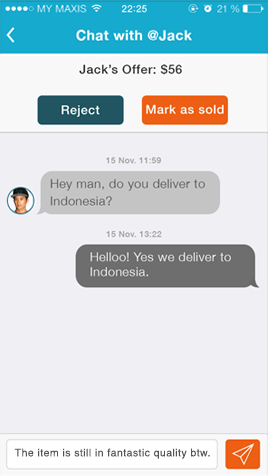 MY MAXIS 22:25 21 %
Chat with @Jack
Jack's Offer: $56
Reject Mark as sold
15 Nov. 11:59
Hey man, do you deliver to
Indonesia?
15 Nov. 13:22
Helloo! Yes we deliver to
Indonesia.
The item is still in fantastic quality btw.